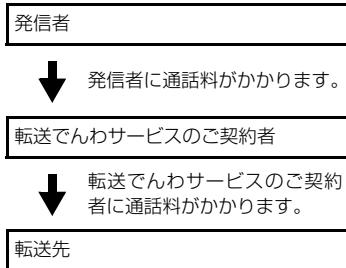 発信者
発信者に通話料がかかります。
転送でんわサービスのご契約者
転送でんわサービスのご契約
者に通話料がかかります。
転送先